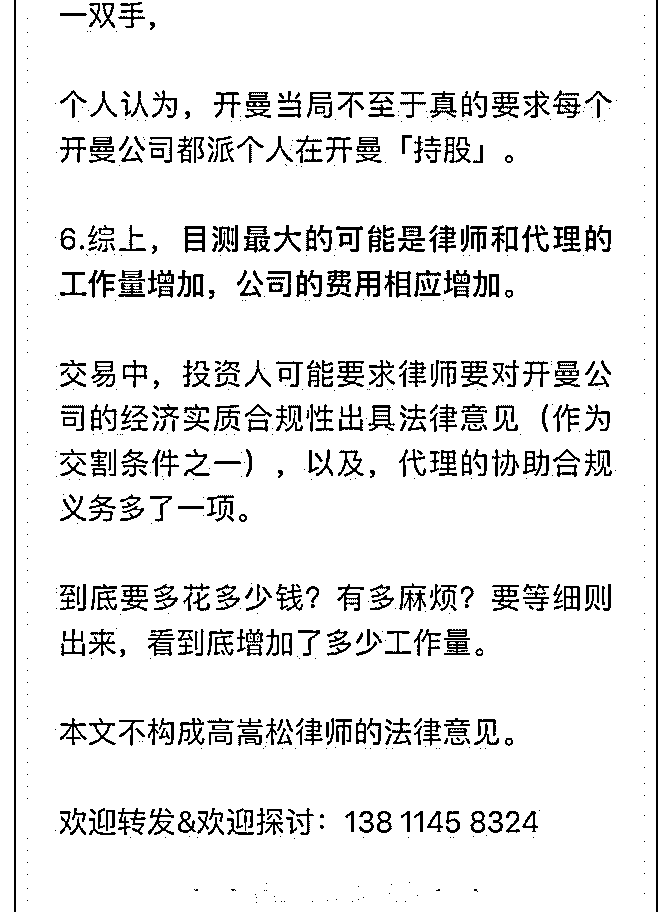 一双手，
个人认为，开曼当局不至于真的要求每个
开曼公司都派个人在开曼「持股」。
6.综上，目测最大的可能是律师和代理的
工作量增加，公司的费用相应增加。
交易中，投资人可能要求律师要对开曼公
司的经济实质合规性出具法律意见（作为
交割条件之一），以及，代理的协助合规
义务多了一项。
到底要多花多少钱？有多麻烦？要等细则
出来，看到底增加了多少工作量。
本文不构成高嵩松律师的法律意见。
欢迎转发&欢迎探讨：138 1145 8324